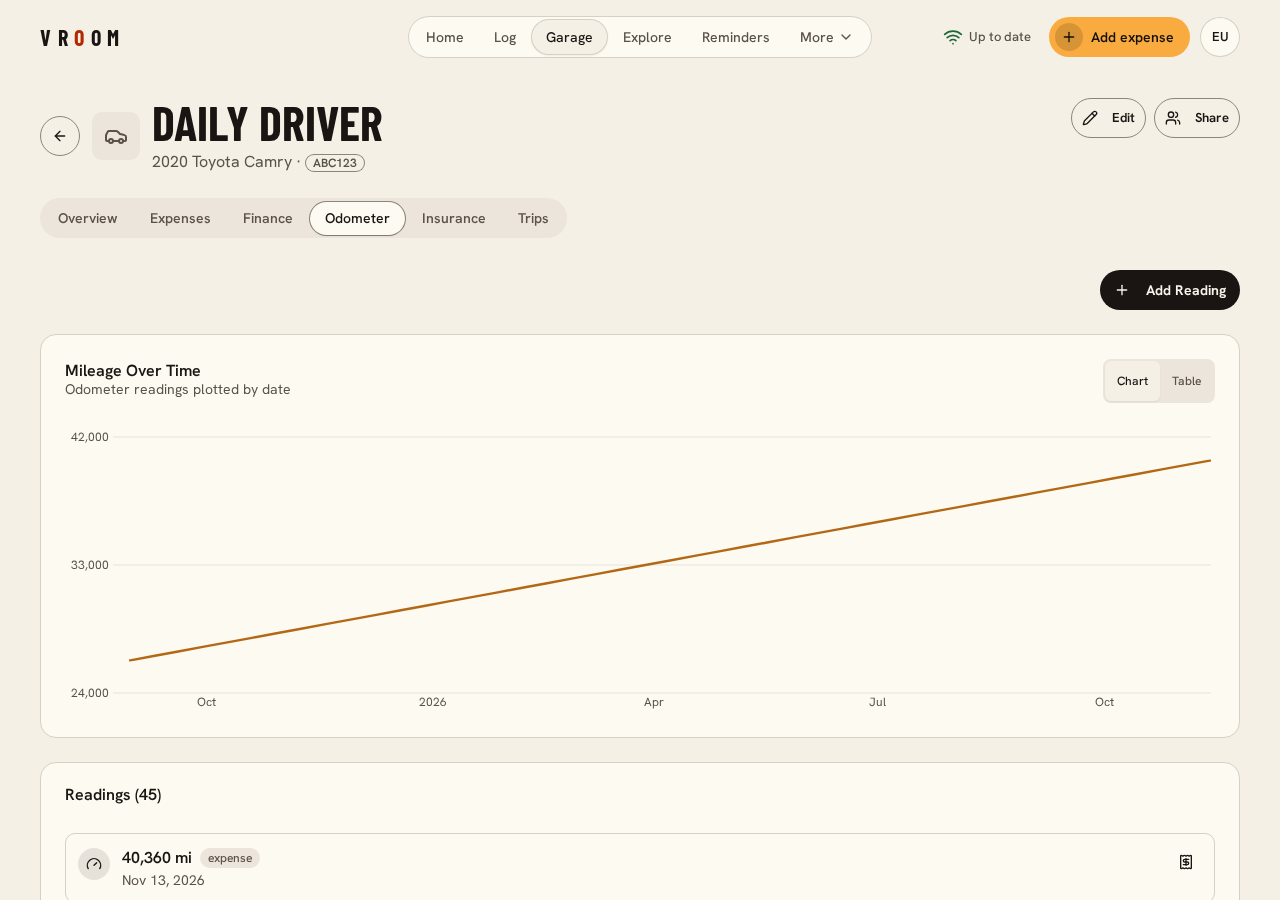 VROOM
Home Log Garage Explore Reminders More
Up to date
Add expense
EU
DAILY DRIVER
2020 Toyota Camry · ABC123
Edit Share
Overview Expenses Finance Odometer Insurance Trips
Add Reading
Mileage Over Time
Odometer readings plotted by date
Chart Table
42,000
33,000
24,000
Oct 2026 Apr Jul Oct
Readings (45)
40,360 mi expense
Nov 13, 2026